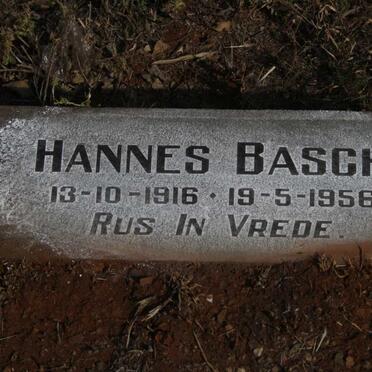 HANNES BASCH
13-10-1916 · 19-5-1956
RUS IN VREDE.